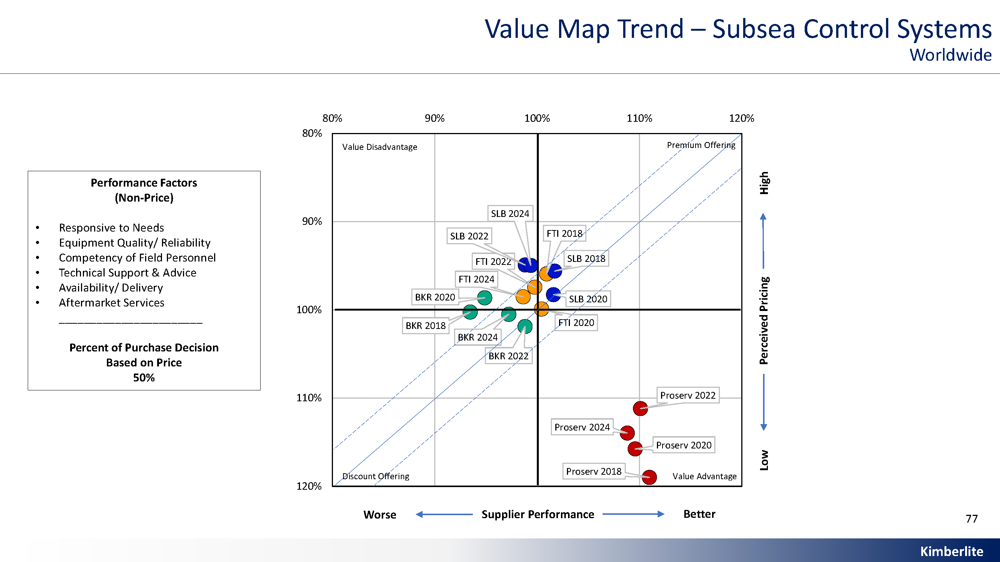 Value Map Trend – Subsea Control Systems
Worldwide
Performance Factors
(Non-Price)
• Responsive to Needs
• Equipment Quality/ Reliability
• Competency of Field Personnel
• Technical Support & Advice
• Availability/ Delivery
• Aftermarket Services
_______________________
Percent of Purchase Decision
Based on Price
50%
80% 90% 100% 110% 120%
80%
90%
100%
110%
120%
Value Disadvantage
Premium Offering
SLB 2024
SLB 2022
FTI 2018
FTI 2022
SLB 2018
FTI 2024
BKR 2020
SLB 2020
BKR 2018
FTI 2020
BKR 2024
BKR 2022
Proserv 2022
Proserv 2024
Proserv 2020
Proserv 2018
Discount Offering
Value Advantage
High
Perceived Pricing
Low
Worse
Supplier Performance
Better
77
Kimberlite